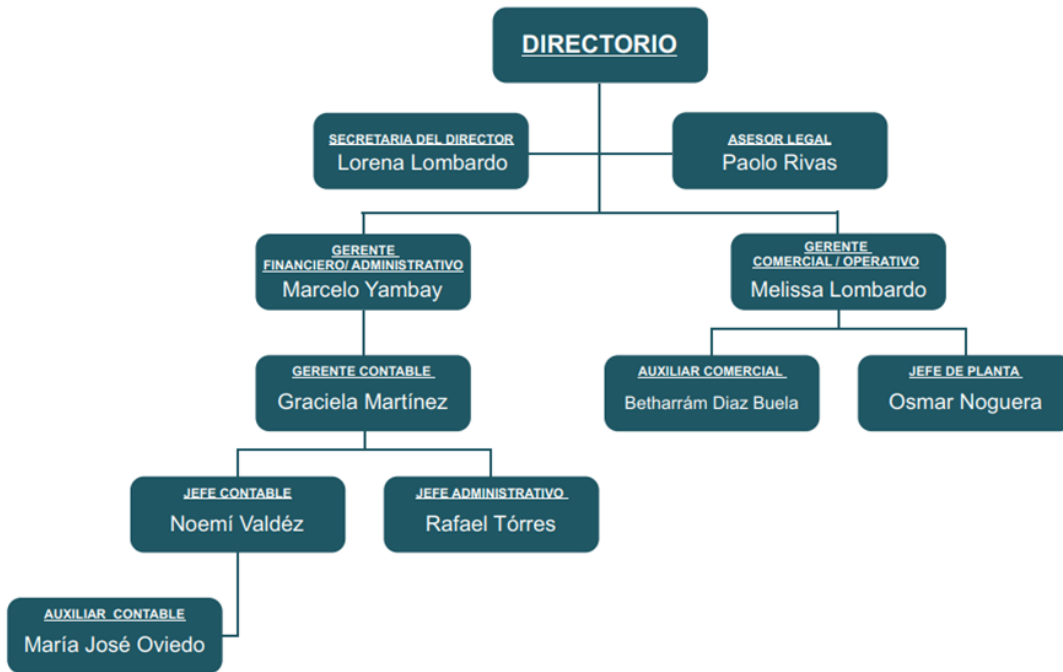 DIRECTORIO
SECRETARIA DEL DIRECTOR
Lorena Lombardo
ASESOR LEGAL
Paolo Rivas
GERENTE
FINANCIERO/ ADMINISTRATIVO
Marcelo Yambay
GERENTE
COMERCIAL / OPERATIVO
Melissa Lombardo
GERENTE CONTABLE
Graciela Martínez
AUXILIAR COMERCIAL
Betharrám Diaz Buela
JEFE DE PLANTA
Osmar Noguera
JEFE CONTABLE
Noemí Valdéz
JEFE ADMINISTRATIVO
Rafael Tórres
AUXILIAR CONTABLE
María José Oviedo